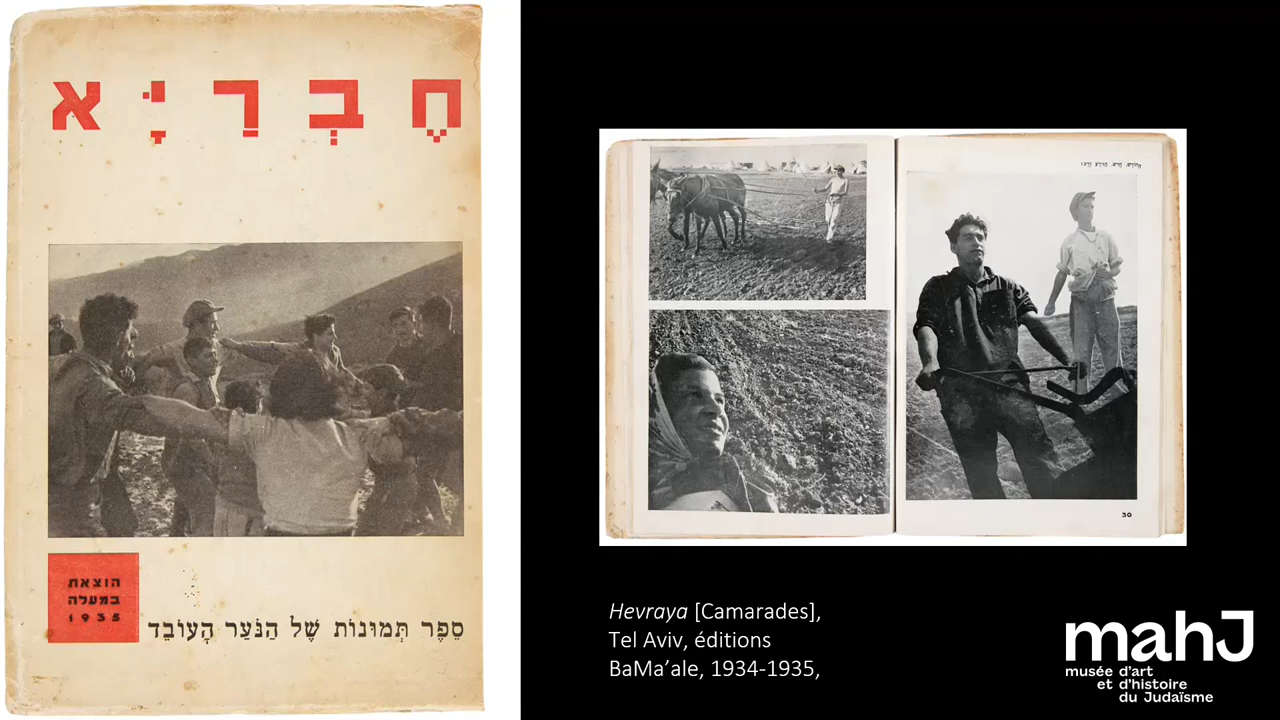 חֶבְרַיָּא
הוצאת
במעלה
1935
סֵפֶר תְּמוּנוֹת שֶׁל הַנֹּעַר הָעוֹבֵד
30
Hevraya [Camarades],
Tel Aviv, éditions
BaMa’ale, 1934-1935,
mahJ
musée d’art
et d’histoire
du Judaïsme